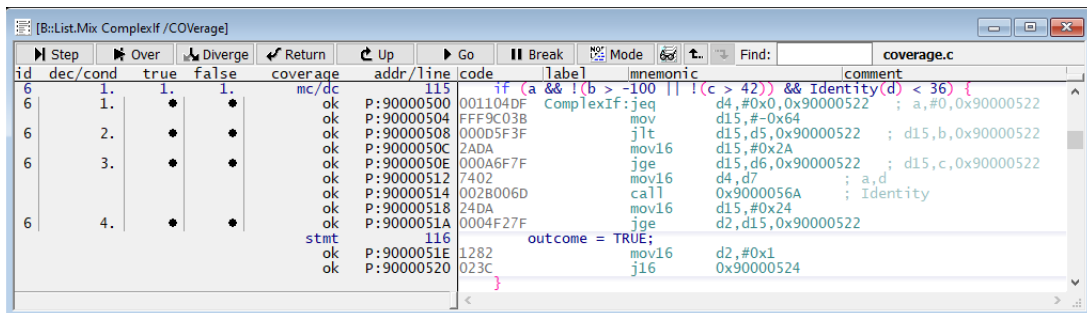 [B::List.Mix ComplexIf /COVerage]
Step Over Diverge Return Up Go Break Mode Find: coverage.c
id dec/cond true false coverage addr/line code label mnemonic comment
6 1. 1. 1. mc/dc 115 if (a && !(b > -100 || !(c > 42)) && Identity(d) < 36) {
6 1. ok P:90000500 001104DF ComplexIf:jeq d4,#0x0,0x90000522 ; a,#0,0x90000522
ok P:90000504 FFF9C03B mov d15,#-0x64
6 2. ok P:90000508 000D5F3F jlt d15,d5,0x90000522 ; d15,b,0x90000522
ok P:9000050C 2ADA mov16 d15,#0x2A
6 3. ok P:9000050E 000A6F7F jge d15,d6,0x90000522 ; d15,c,0x90000522
ok P:90000512 7402 mov16 d4,d7 ; a,d
ok P:90000514 002B006D call 0x9000056A ; Identity
ok P:90000518 24DA mov16 d15,#0x24
6 4. ok P:9000051A 0004F27F jge d2,d15,0x90000522
stmt 116 outcome = TRUE;
ok P:9000051E 1282 mov16 d2,#0x1
ok P:90000520 023C j16 0x90000524
}